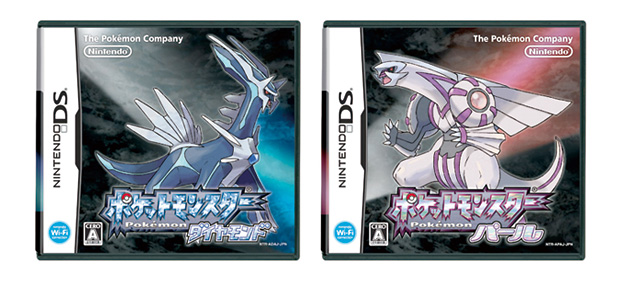 The Pokémon Company
Nintendo
NINTENDO DS
ポケットモンスター
Pokémon
ダイヤモンド
CERO
A
Nintendo
Wi-Fi
The Pokémon Company
Nintendo
NINTENDO DS
ポケットモンスター
Pokémon
パール
CERO
A
Nintendo
Wi-Fi